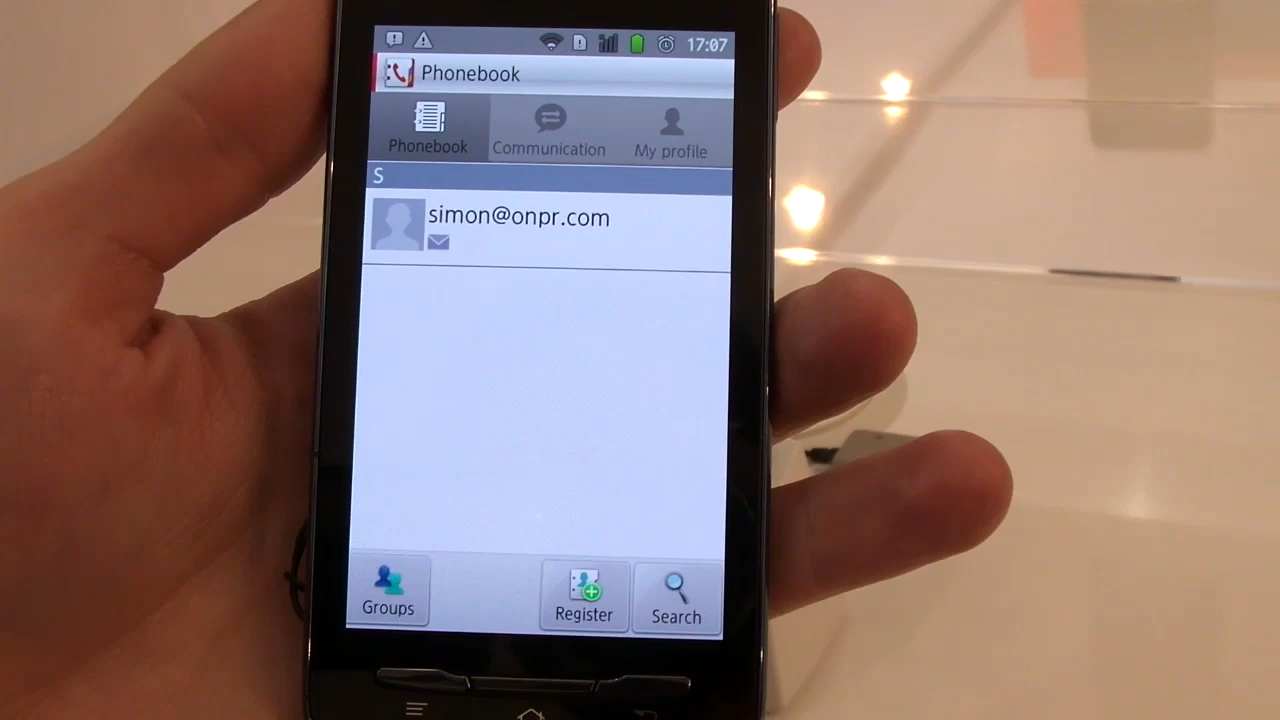 17:07
Phonebook
Phonebook Communication My profile
S
simon@onpr.com
Groups Register Search